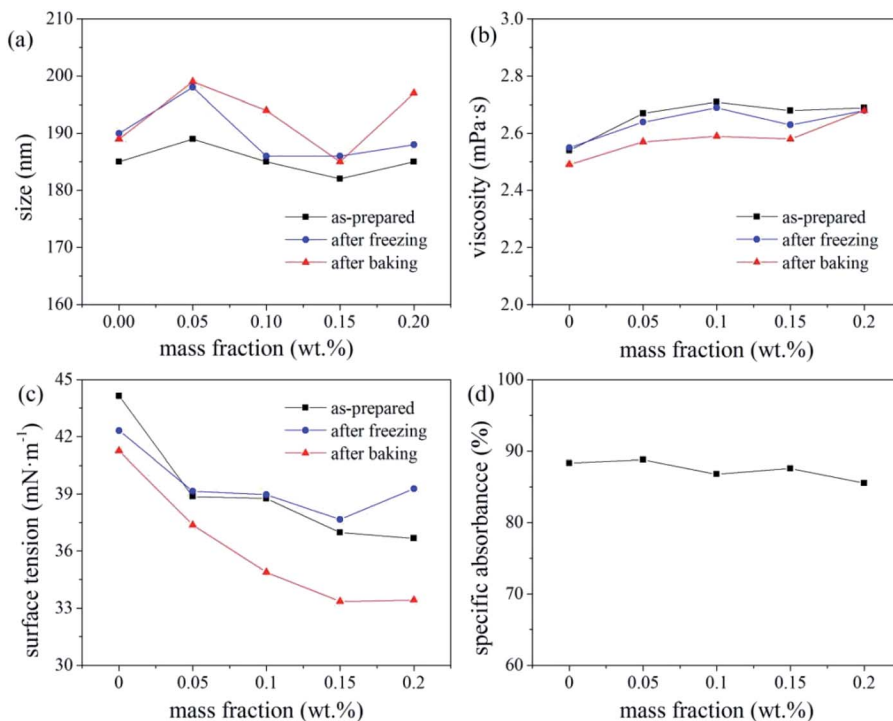 (a)
size (nm)
210
200
190
180
170
160
as-prepared
after freezing
after baking
0.00 0.05 0.10 0.15 0.20
mass fraction (wt.%)
(b)
viscosity (mPa·s)
3.0
2.8
2.6
2.4
2.2
2.0
as-prepared
after freezing
after baking
0 0.05 0.1 0.15 0.2
mass fraction (wt.%)
(c)
surface tension (mN·m⁻¹)
45
42
39
36
33
30
as-prepared
after freezing
after baking
0 0.05 0.1 0.15 0.2
mass fraction (wt.%)
(d)
specific absorbancce (%)
100
90
80
70
60
0 0.05 0.1 0.15 0.2
mass fraction (wt.%)